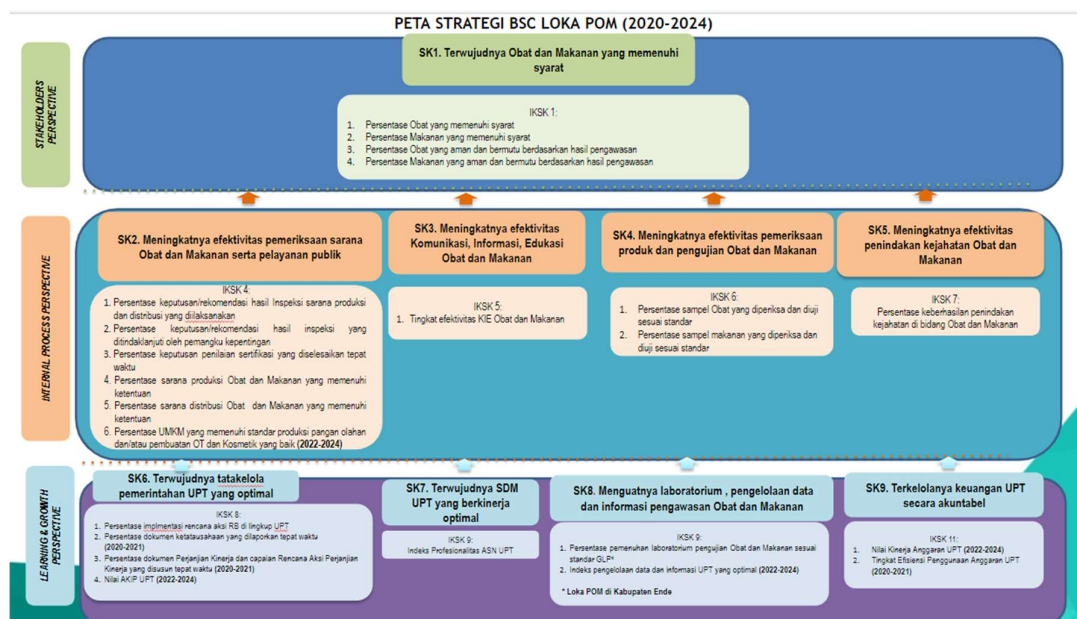 PETA STRATEGI BSC LOKA POM (2020-2024)
STAKEHOLDERS
PERSPECTIVE
SK1. Terwujudnya Obat dan Makanan yang memenuhi
syarat
IKSK 1:
1. Persentase Obat yang memenuhi syarat
2. Persentase Makanan yang memenuhi syarat
3. Persentase Obat yang aman dan bermutu berdasarkan hasil pengawasan
4. Persentase Makanan yang aman dan bermutu berdasarkan hasil pengawasan
INTERNAL PROCESS PERSPECTIVE
SK2. Meningkatnya efektivitas pemeriksaan sarana
Obat dan Makanan serta pelayanan publik
IKSK 4:
1. Persentase keputusan/rekomendasi hasil Inspeksi sarana produksi
dan distribusi yang dilaksanakan
2. Persentase keputusan/rekomendasi hasil inspeksi yang
ditindaklanjuti oleh pemangku kepentingan
3. Persentase keputusan penilaian sertifikasi yang diselesaikan tepat
waktu
4. Persentase sarana produksi Obat dan Makanan yang memenuhi
ketentuan
5. Persentase sarana distribusi Obat dan Makanan yang memenuhi
ketentuan
6. Persentase UMKM yang memenuhi standar produksi pangan olahan
dan/atau pembuatan OT dan Kosmetik yang baik (2022-2024)
SK3. Meningkatnya efektivitas
Komunikasi, Informasi, Edukasi
Obat dan Makanan
IKSK 5:
1. Tingkat efektivitas KIE Obat dan Makanan
SK4. Meningkatnya efektivitas pemeriksaan
produk dan pengujian Obat dan Makanan
IKSK 6:
1. Persentase sampel Obat yang diperiksa dan diuji
sesuai standar
2. Persentase sampel makanan yang diperiksa dan
diuji sesuai standar
SK5. Meningkatnya efektivitas
penindakan kejahatan Obat dan
Makanan
IKSK 7:
Persentase keberhasilan penindakan
kejahatan di bidang Obat dan Makanan
LEARNING & GROWTH
PERSPECTIVE
SK6. Terwujudnya tatakelola
pemerintahan UPT yang optimal
IKSK 8:
1. Persentase implmentasi rencana aksi RB di lingkup UPT
2. Persentase dokumen ketatausahaan yang dilaporkan tepat waktu
(2020-2021)
3. Persentase dokumen Perjanjian Kinerja dan capaian Rencana Aksi Perjanjian
Kinerja yang disusun tepat waktu (2020-2021)
4. Nilai AKIP UPT (2022-2024)
SK7. Terwujudnya SDM
UPT yang berkinerja
optimal
IKSK 9:
Indeks Profesionalitas ASN UPT
SK8. Menguatnya laboratorium , pengelolaan data
dan informasi pengawasan Obat dan Makanan
IKSK 9:
1. Persentase pemenuhan laboratorium pengujian Obat dan Makanan sesuai
standar GLP*
2. Indeks pengelolaan data dan informasi UPT yang optimal (2022-2024)
* Loka POM di Kabupaten Ende
SK9. Terkelolanya keuangan UPT
secara akuntabel
IKSK 11:
1. Nilai Kinerja Anggaran UPT (2022-2024)
2. Tingkat Efisiensi Penggunaan Anggaran UPT
(2020-2021)